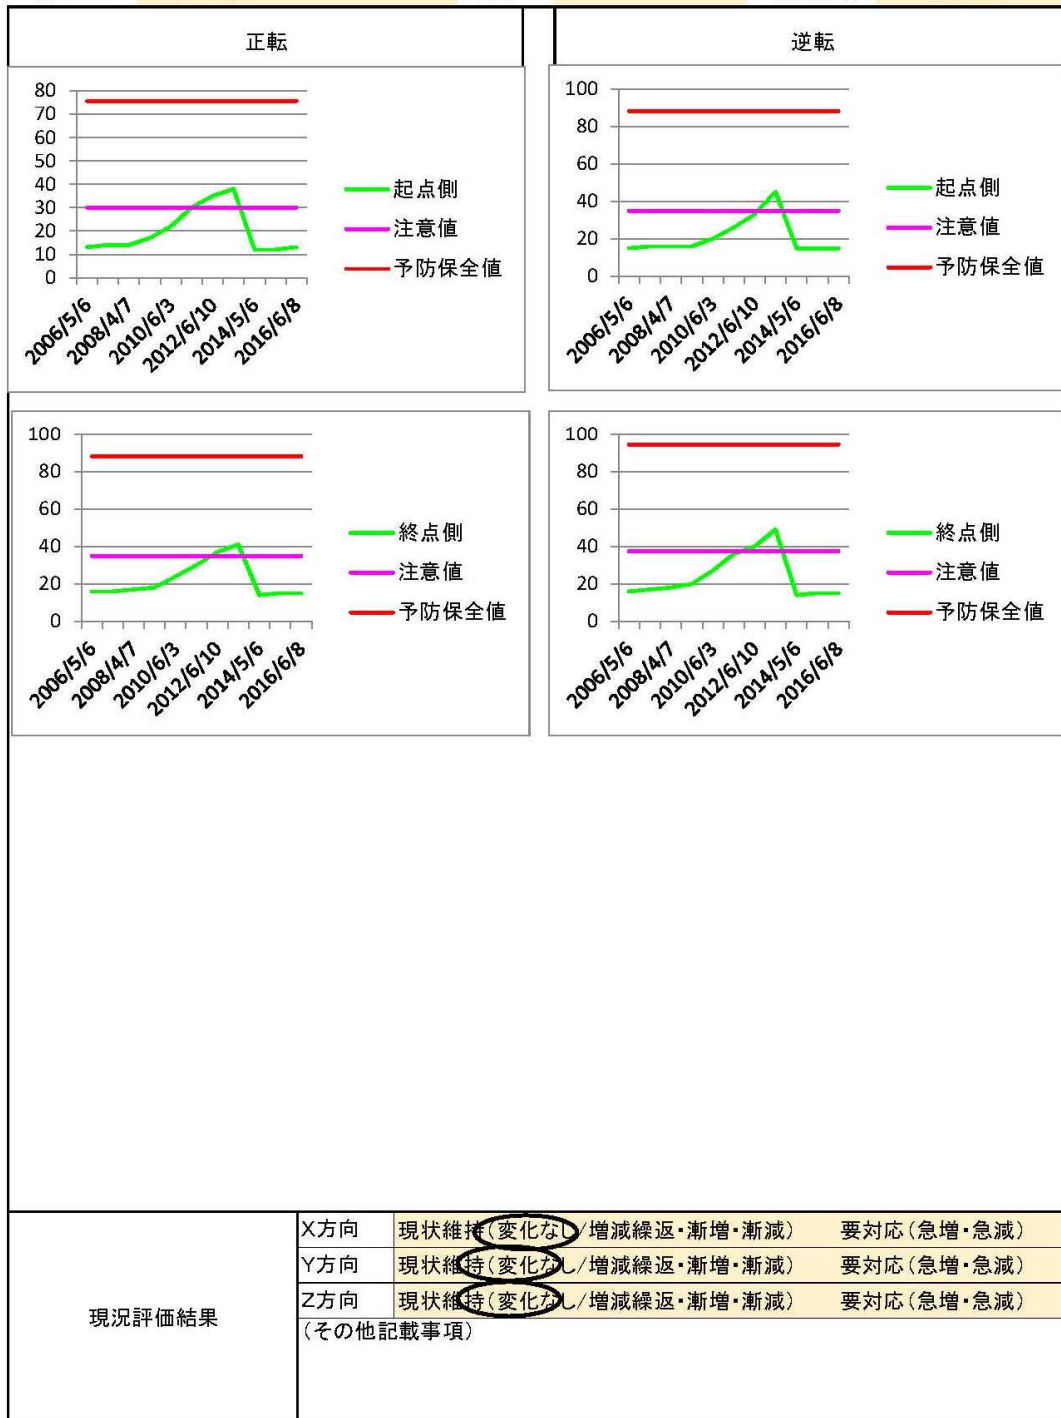 正転
逆転
80
70
60
50
40
30
20
10
0
2006/5/6
2008/4/7
2010/6/3
2012/6/10
2014/5/6
2016/6/8
起点側
注意値
予防保全値
100
80
60
40
20
0
2006/5/6
2008/4/7
2010/6/3
2012/6/10
2014/5/6
2016/6/8
起点側
注意値
予防保全値
100
80
60
40
20
0
2006/5/6
2008/4/7
2010/6/3
2012/6/10
2014/5/6
2016/6/8
終点側
注意値
予防保全値
100
80
60
40
20
0
2006/5/6
2008/4/7
2010/6/3
2012/6/10
2014/5/6
2016/6/8
終点側
注意値
予防保全値
現況評価結果
X方向 現状維持(変化なし/増減繰返・漸増・漸減) 要対応(急増・急減)
Y方向 現状維持(変化なし/増減繰返・漸増・漸減) 要対応(急増・急減)
Z方向 現状維持(変化なし/増減繰返・漸増・漸減) 要対応(急増・急減)
(その他記載事項)